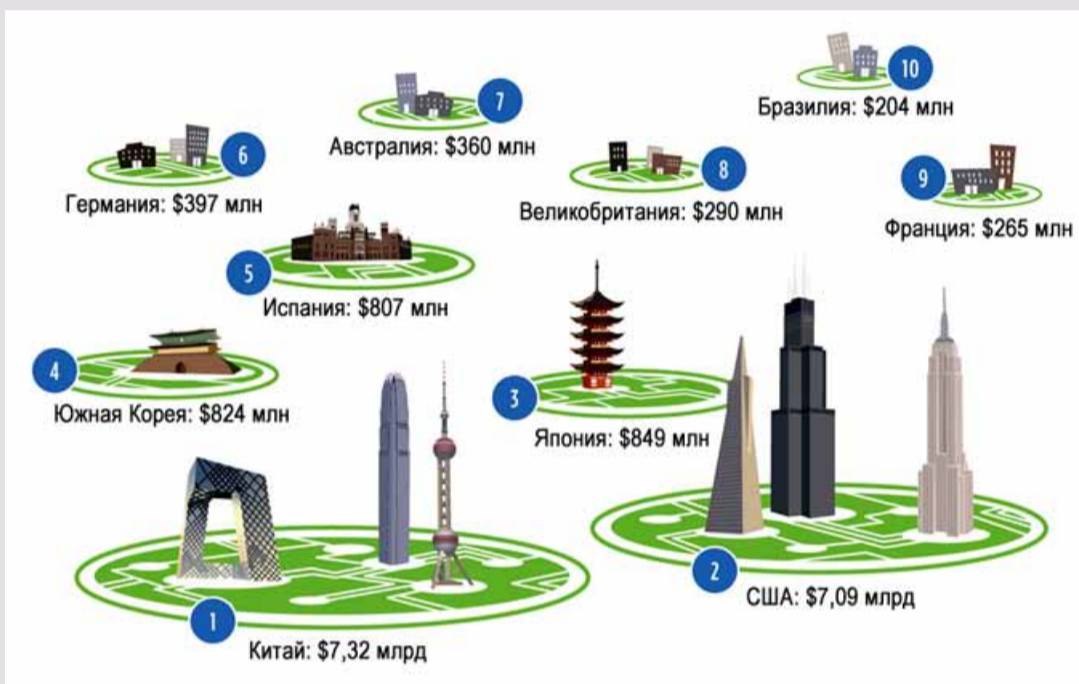 10
Бразилия: $204 млн
7
Австралия: $360 млн
6
Германия: $397 млн
8
Великобритания: $290 млн
9
Франция: $265 млн
5
Испания: $807 млн
4
Южная Корея: $824 млн
3
Япония: $849 млн
2
США: $7,09 млрд
1
Китай: $7,32 млрд